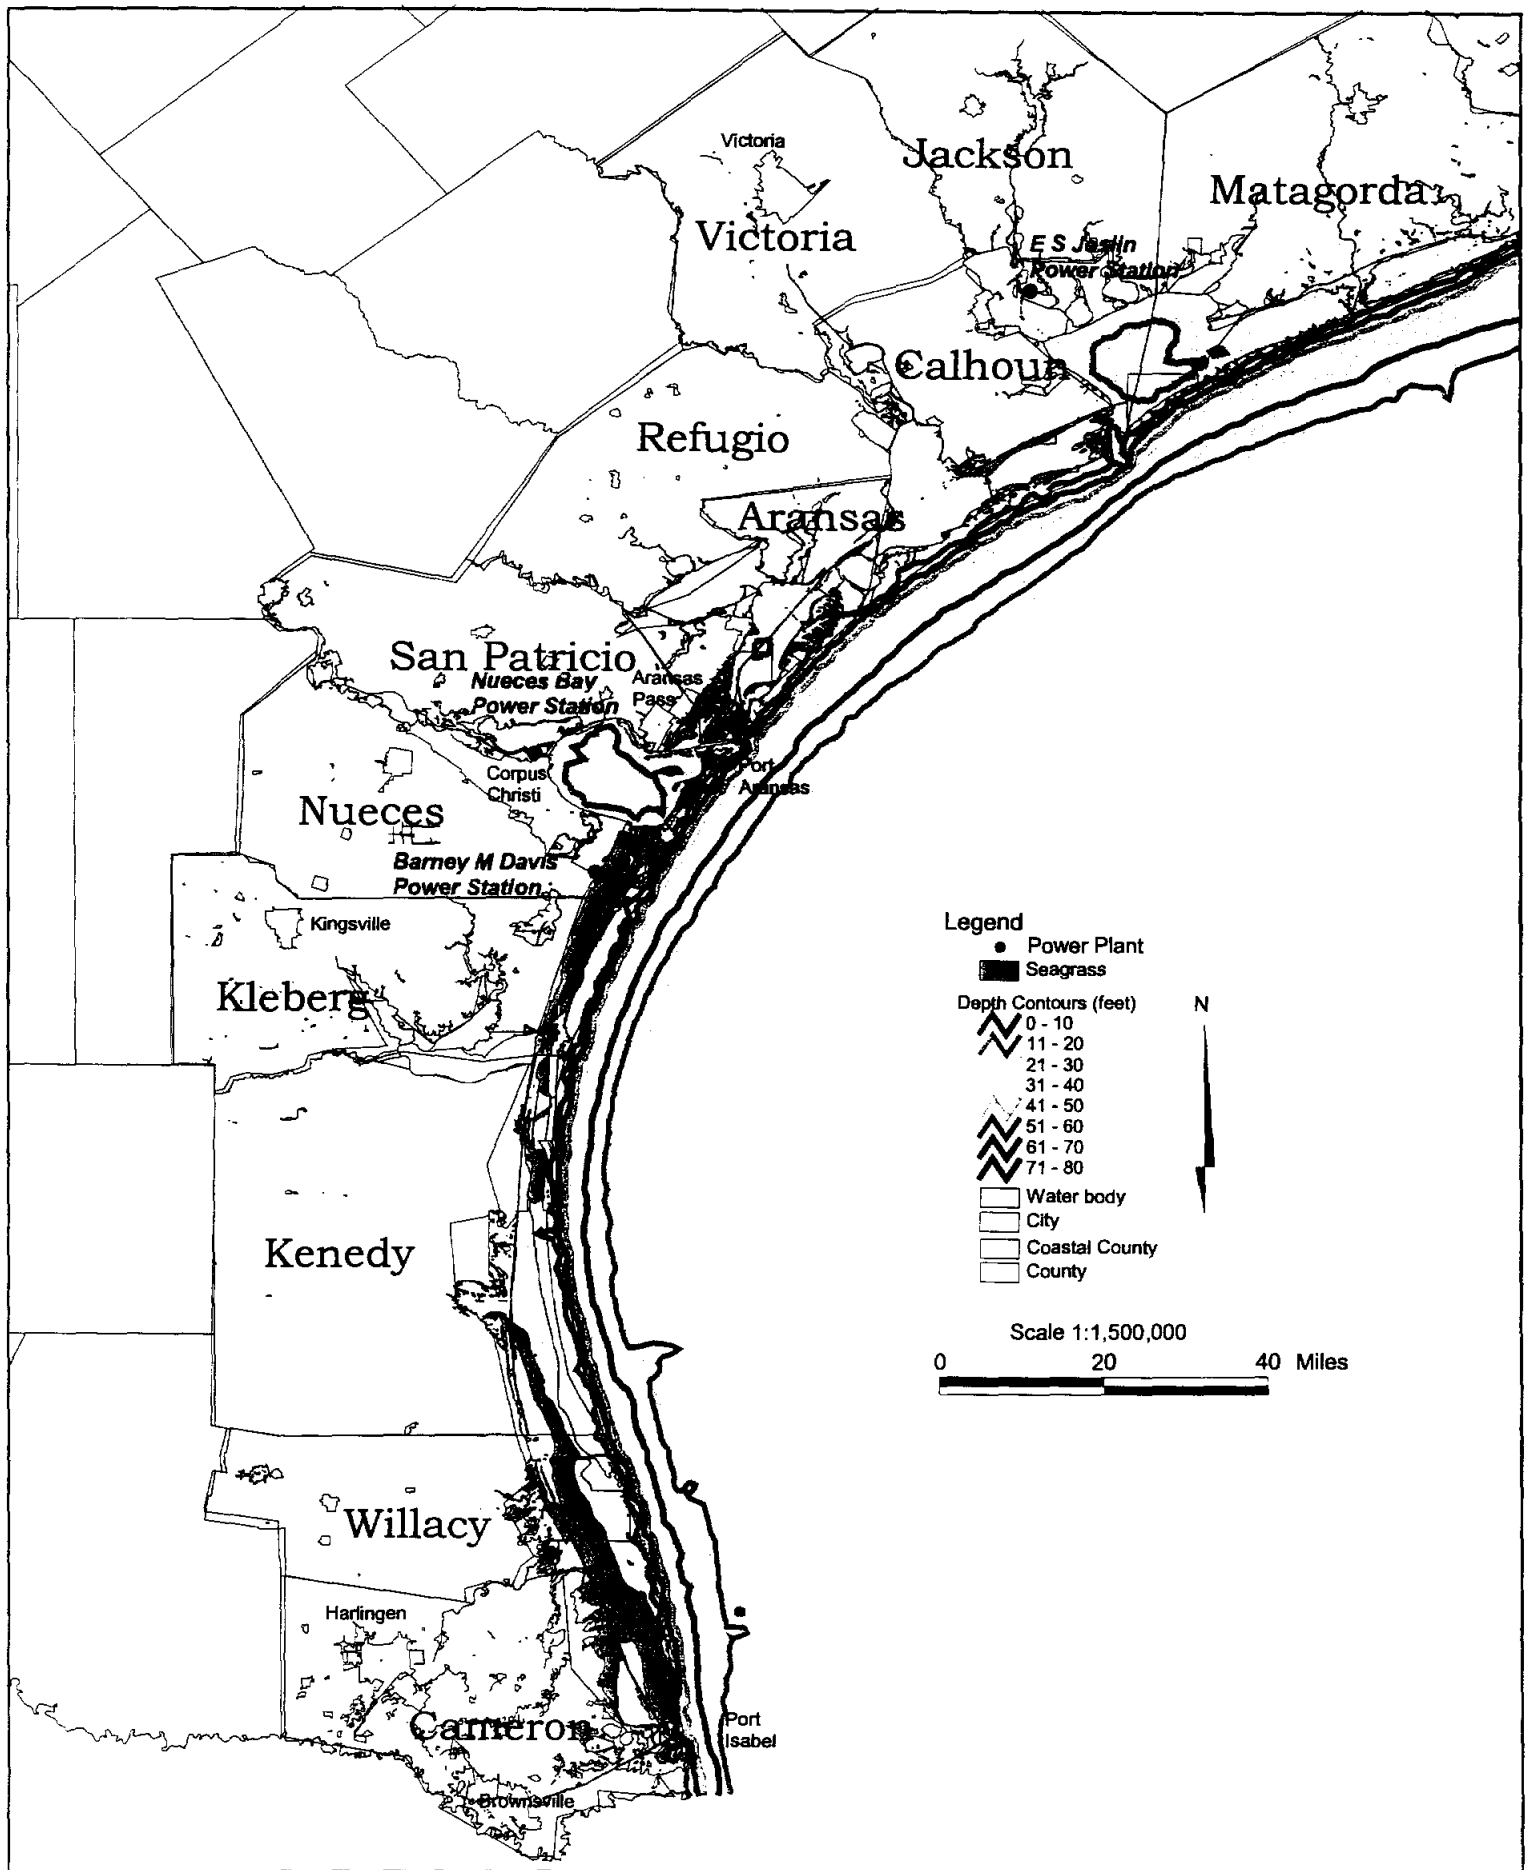 Victoria
Jackson
Matagorda
Victoria
E S Joslin
Power Station
Calhoun
Refugio
Aransas
San Patricio
Nueces Bay
Power Station
Aransas
Pass
Corpus
Christi
Port
Aransas
Nueces
Barney M Davis
Power Station
Kingsville
Kleberg
Kenedy
Willacy
Harlingen
Cameron
Port
Isabel
Brownsville
Legend
Power Plant
Seagrass
Depth Contours (feet)
0 - 10
11 - 20
21 - 30
31 - 40
41 - 50
51 - 60
61 - 70
71 - 80
Water body
City
Coastal County
County
N
Scale 1:1,500,000
0 20 40 Miles